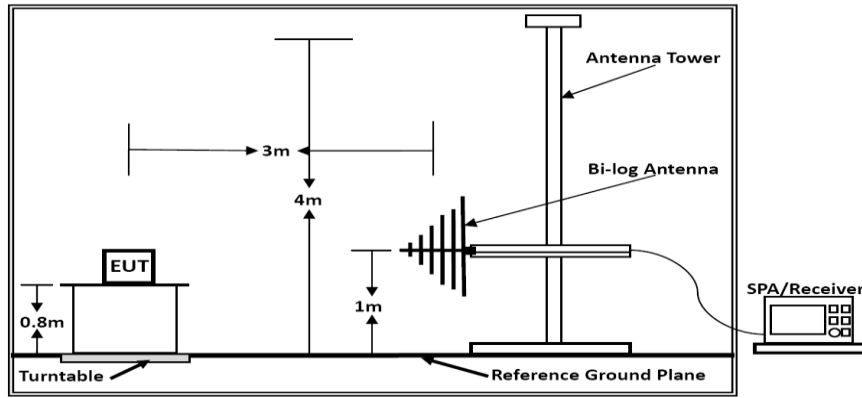 Antenna Tower
3m
Bi-log Antenna
4m
EUT
1m
SPA/Receiver
0.8m
Turntable
Reference Ground Plane